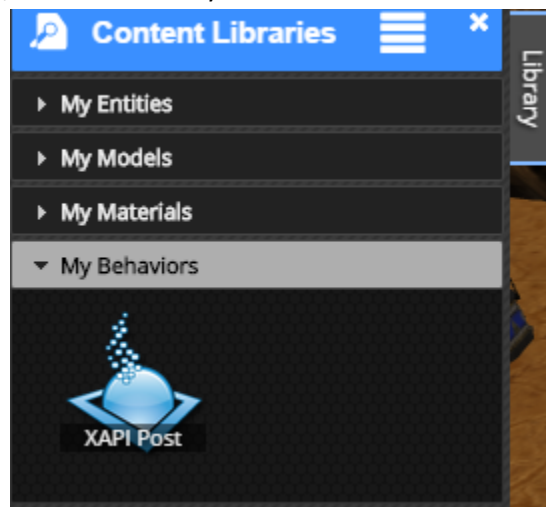 Content Libraries
Library
My Entities
My Models
My Materials
My Behaviors
XAPI Post